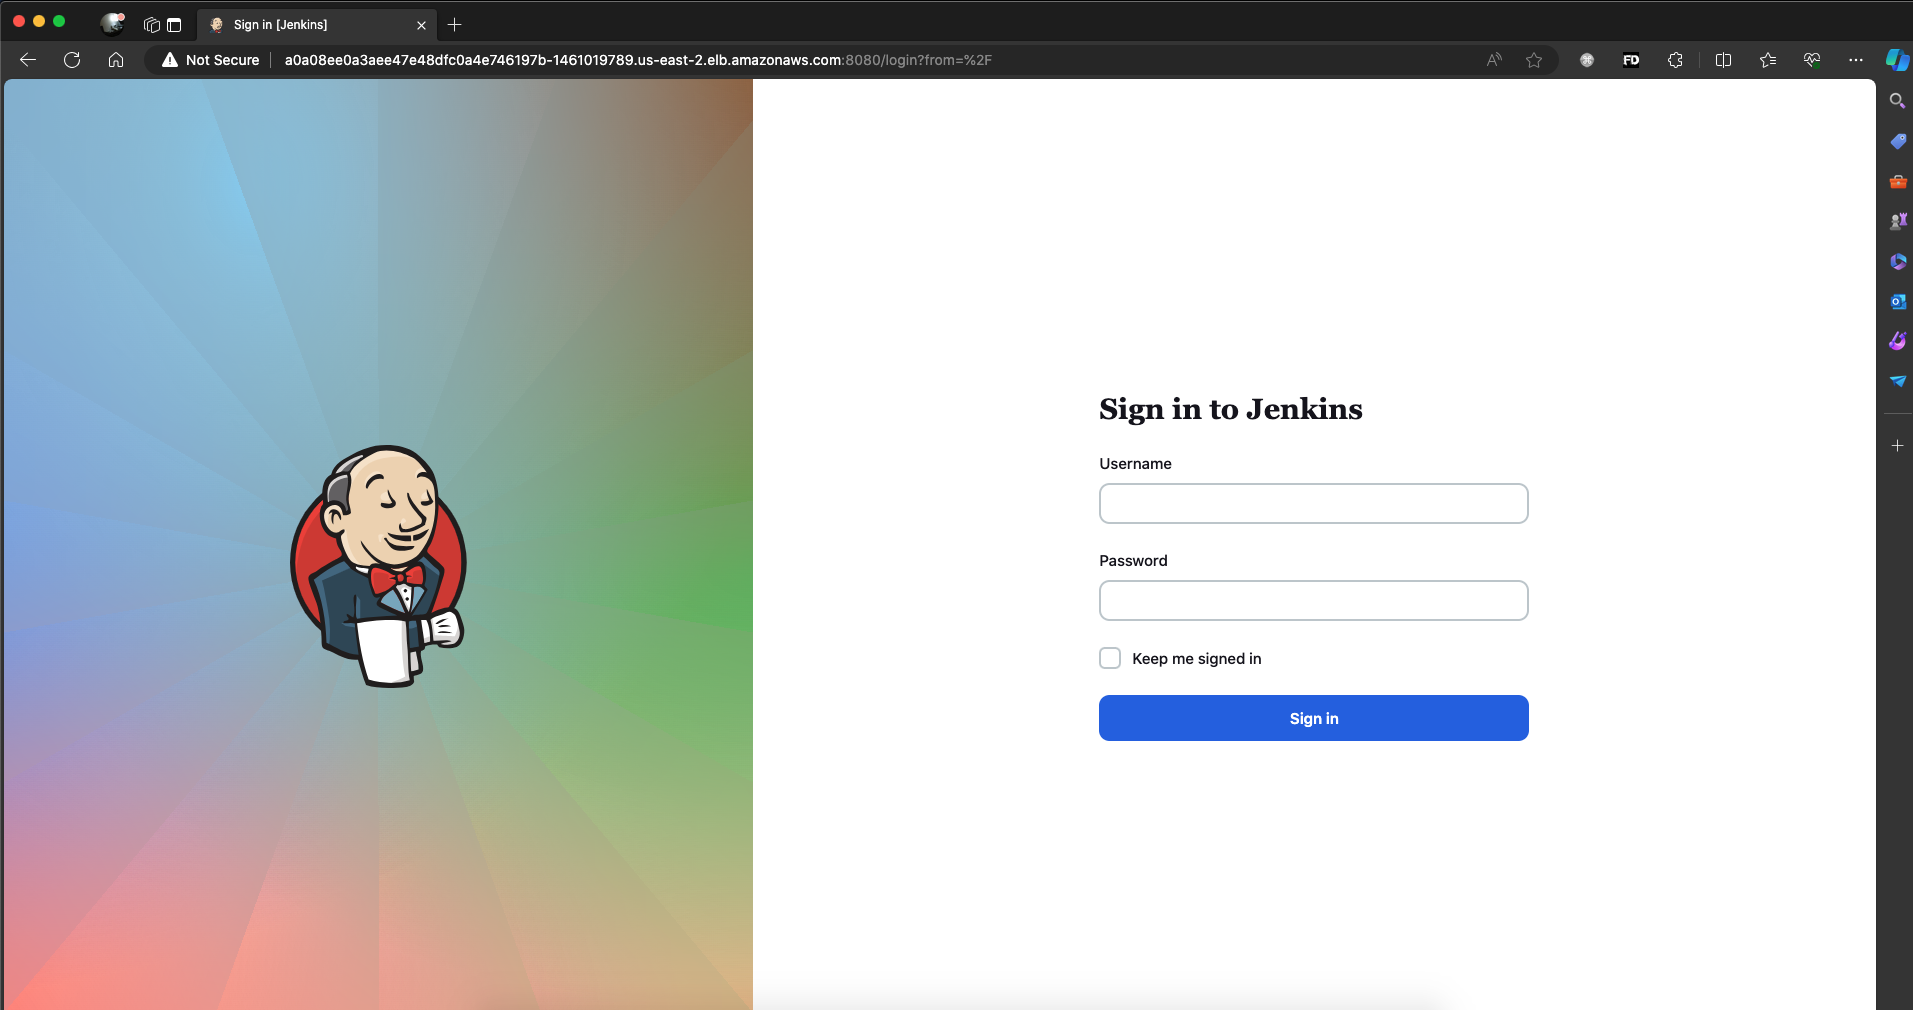 Sign in [Jenkins]
Not Secure
a0a08ee0a3aee47e48dfc0a4e746197b-1461019789.us-east-2.elb.amazonaws.com:8080/login?from=%2F
FD
Sign in to Jenkins
Username
Password
Keep me signed in
Sign in